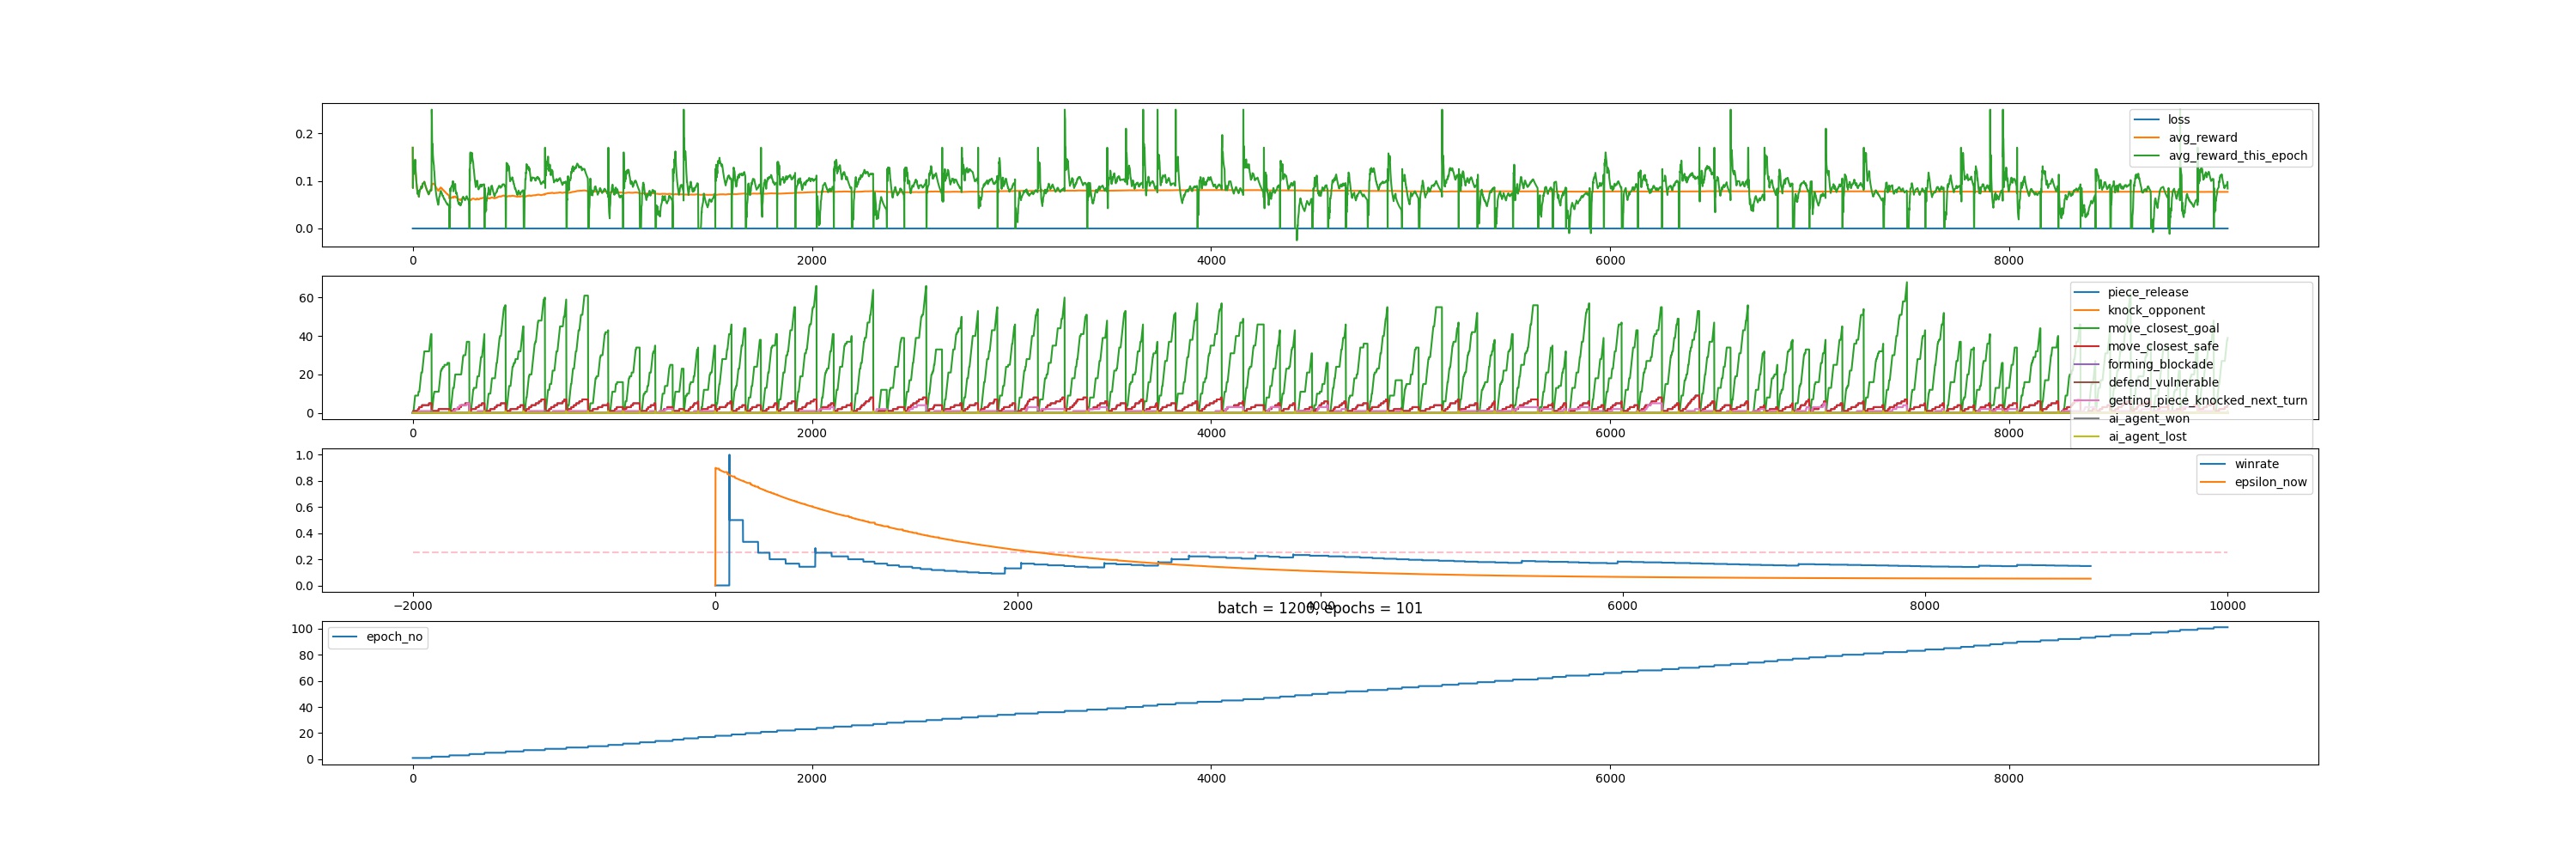 0.2
0.1
0.0
loss
avg_reward
avg_reward_this_epoch
0 2000 4000 6000 8000
60
40
20
0
piece_release
knock_opponent
move_closest_goal
move_closest_safe
forming_blockade
defend_vulnerable
getting_piece_knocked_next_turn
ai_agent_won
ai_agent_lost
0 2000 4000 6000 8000
1.0
0.8
0.6
0.4
0.2
0.0
winrate
epsilon_now
−2000 0 2000 4000 6000 8000 10000
batch = 1200, epochs = 101
100
80
60
40
20
0
epoch_no
0 2000 4000 6000 8000